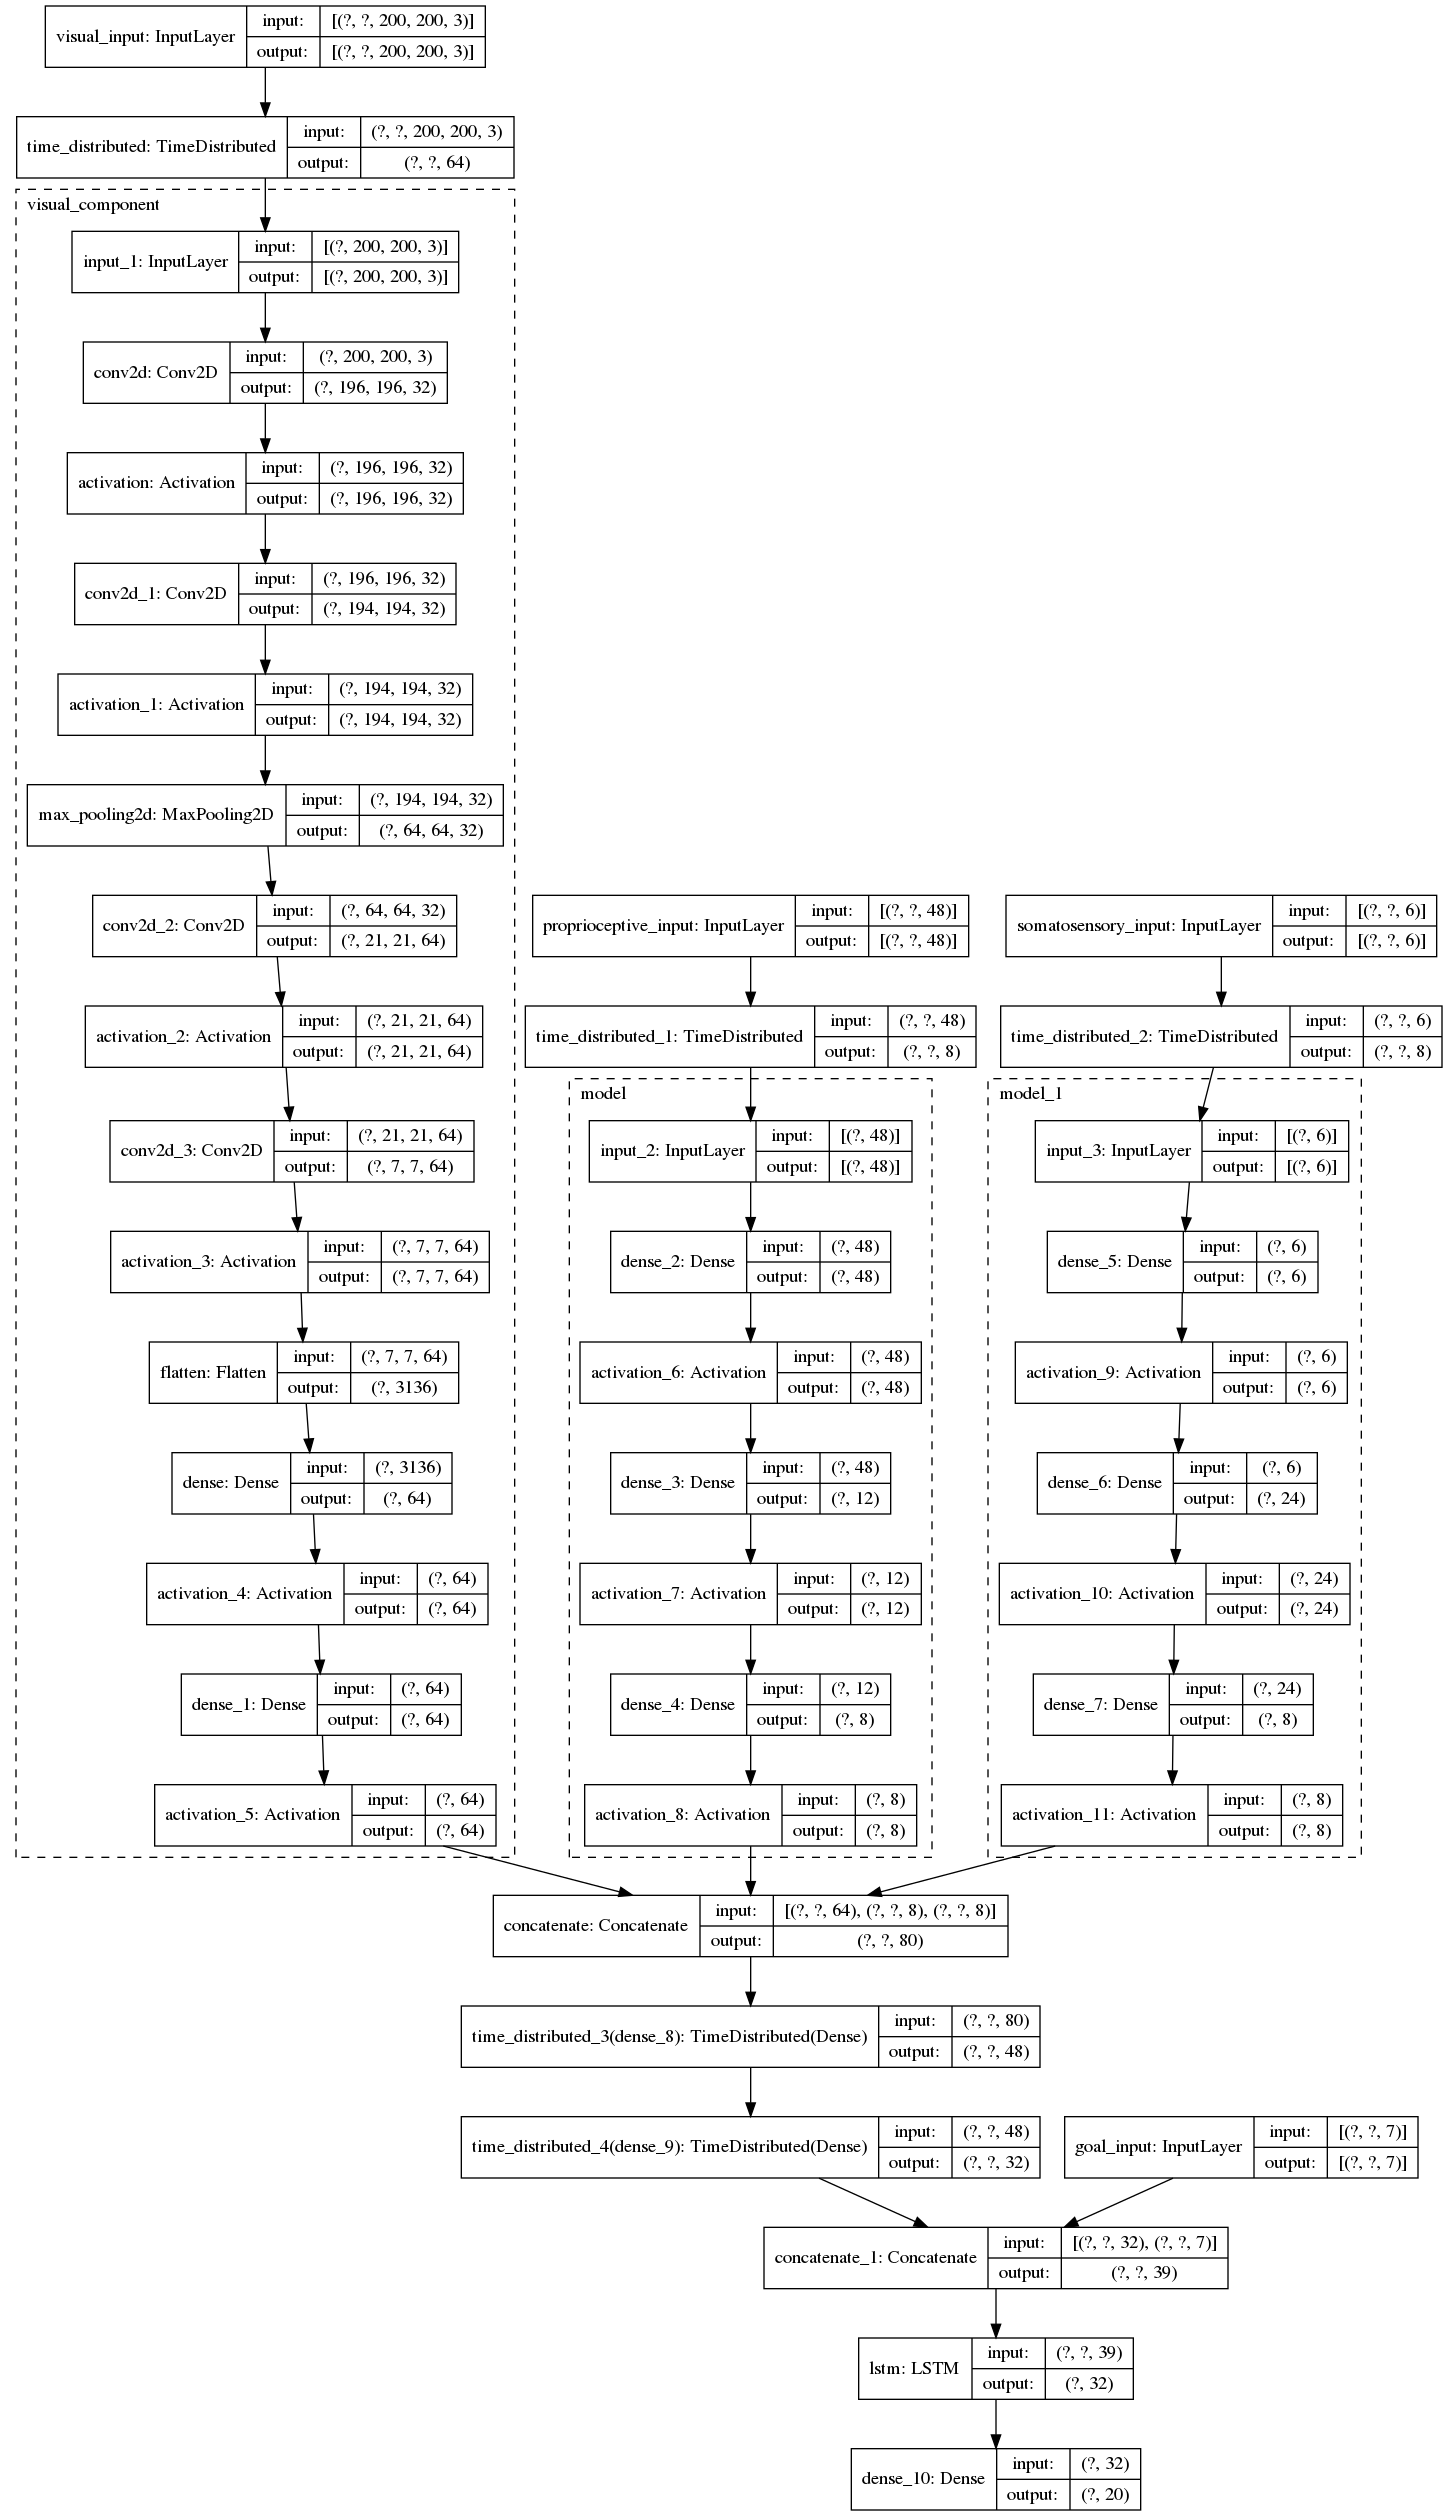 visual_input: InputLayer
input:
[(?, ?, 200, 200, 3)]
output:
[(?, ?, 200, 200, 3)]
time_distributed: TimeDistributed
input:
(?, ?, 200, 200, 3)
output:
(?, ?, 64)
visual_component
input_1: InputLayer
input:
[(?, 200, 200, 3)]
output:
[(?, 200, 200, 3)]
conv2d: Conv2D
input:
(?, 200, 200, 3)
output:
(?, 196, 196, 32)
activation: Activation
input:
(?, 196, 196, 32)
output:
(?, 196, 196, 32)
conv2d_1: Conv2D
input:
(?, 196, 196, 32)
output:
(?, 194, 194, 32)
activation_1: Activation
input:
(?, 194, 194, 32)
output:
(?, 194, 194, 32)
max_pooling2d: MaxPooling2D
input:
(?, 194, 194, 32)
output:
(?, 64, 64, 32)
conv2d_2: Conv2D
input:
(?, 64, 64, 32)
output:
(?, 21, 21, 64)
activation_2: Activation
input:
(?, 21, 21, 64)
output:
(?, 21, 21, 64)
conv2d_3: Conv2D
input:
(?, 21, 21, 64)
output:
(?, 7, 7, 64)
activation_3: Activation
input:
(?, 7, 7, 64)
output:
(?, 7, 7, 64)
flatten: Flatten
input:
(?, 7, 7, 64)
output:
(?, 3136)
dense: Dense
input:
(?, 3136)
output:
(?, 64)
activation_4: Activation
input:
(?, 64)
output:
(?, 64)
dense_1: Dense
input:
(?, 64)
output:
(?, 64)
activation_5: Activation
input:
(?, 64)
output:
(?, 64)
proprioceptive_input: InputLayer
input:
[(?, ?, 48)]
output:
[(?, ?, 48)]
time_distributed_1: TimeDistributed
input:
(?, ?, 48)
output:
(?, ?, 8)
model
input_2: InputLayer
input:
[(?, 48)]
output:
[(?, 48)]
dense_2: Dense
input:
(?, 48)
output:
(?, 48)
activation_6: Activation
input:
(?, 48)
output:
(?, 48)
dense_3: Dense
input:
(?, 48)
output:
(?, 12)
activation_7: Activation
input:
(?, 12)
output:
(?, 12)
dense_4: Dense
input:
(?, 12)
output:
(?, 8)
activation_8: Activation
input:
(?, 8)
output:
(?, 8)
somatosensory_input: InputLayer
input:
[(?, ?, 6)]
output:
[(?, ?, 6)]
time_distributed_2: TimeDistributed
input:
(?, ?, 6)
output:
(?, ?, 8)
model_1
input_3: InputLayer
input:
[(?, 6)]
output:
[(?, 6)]
dense_5: Dense
input:
(?, 6)
output:
(?, 6)
activation_9: Activation
input:
(?, 6)
output:
(?, 6)
dense_6: Dense
input:
(?, 6)
output:
(?, 24)
activation_10: Activation
input:
(?, 24)
output:
(?, 24)
dense_7: Dense
input:
(?, 24)
output:
(?, 8)
activation_11: Activation
input:
(?, 8)
output:
(?, 8)
concatenate: Concatenate
input:
[(?, ?, 64), (?, ?, 8), (?, ?, 8)]
output:
(?, ?, 80)
time_distributed_3(dense_8): TimeDistributed(Dense)
input:
(?, ?, 80)
output:
(?, ?, 48)
time_distributed_4(dense_9): TimeDistributed(Dense)
input:
(?, ?, 48)
output:
(?, ?, 32)
goal_input: InputLayer
input:
[(?, ?, 7)]
output:
[(?, ?, 7)]
concatenate_1: Concatenate
input:
[(?, ?, 32), (?, ?, 7)]
output:
(?, ?, 39)
lstm: LSTM
input:
(?, ?, 39)
output:
(?, 32)
dense_10: Dense
input:
(?, 32)
output:
(?, 20)